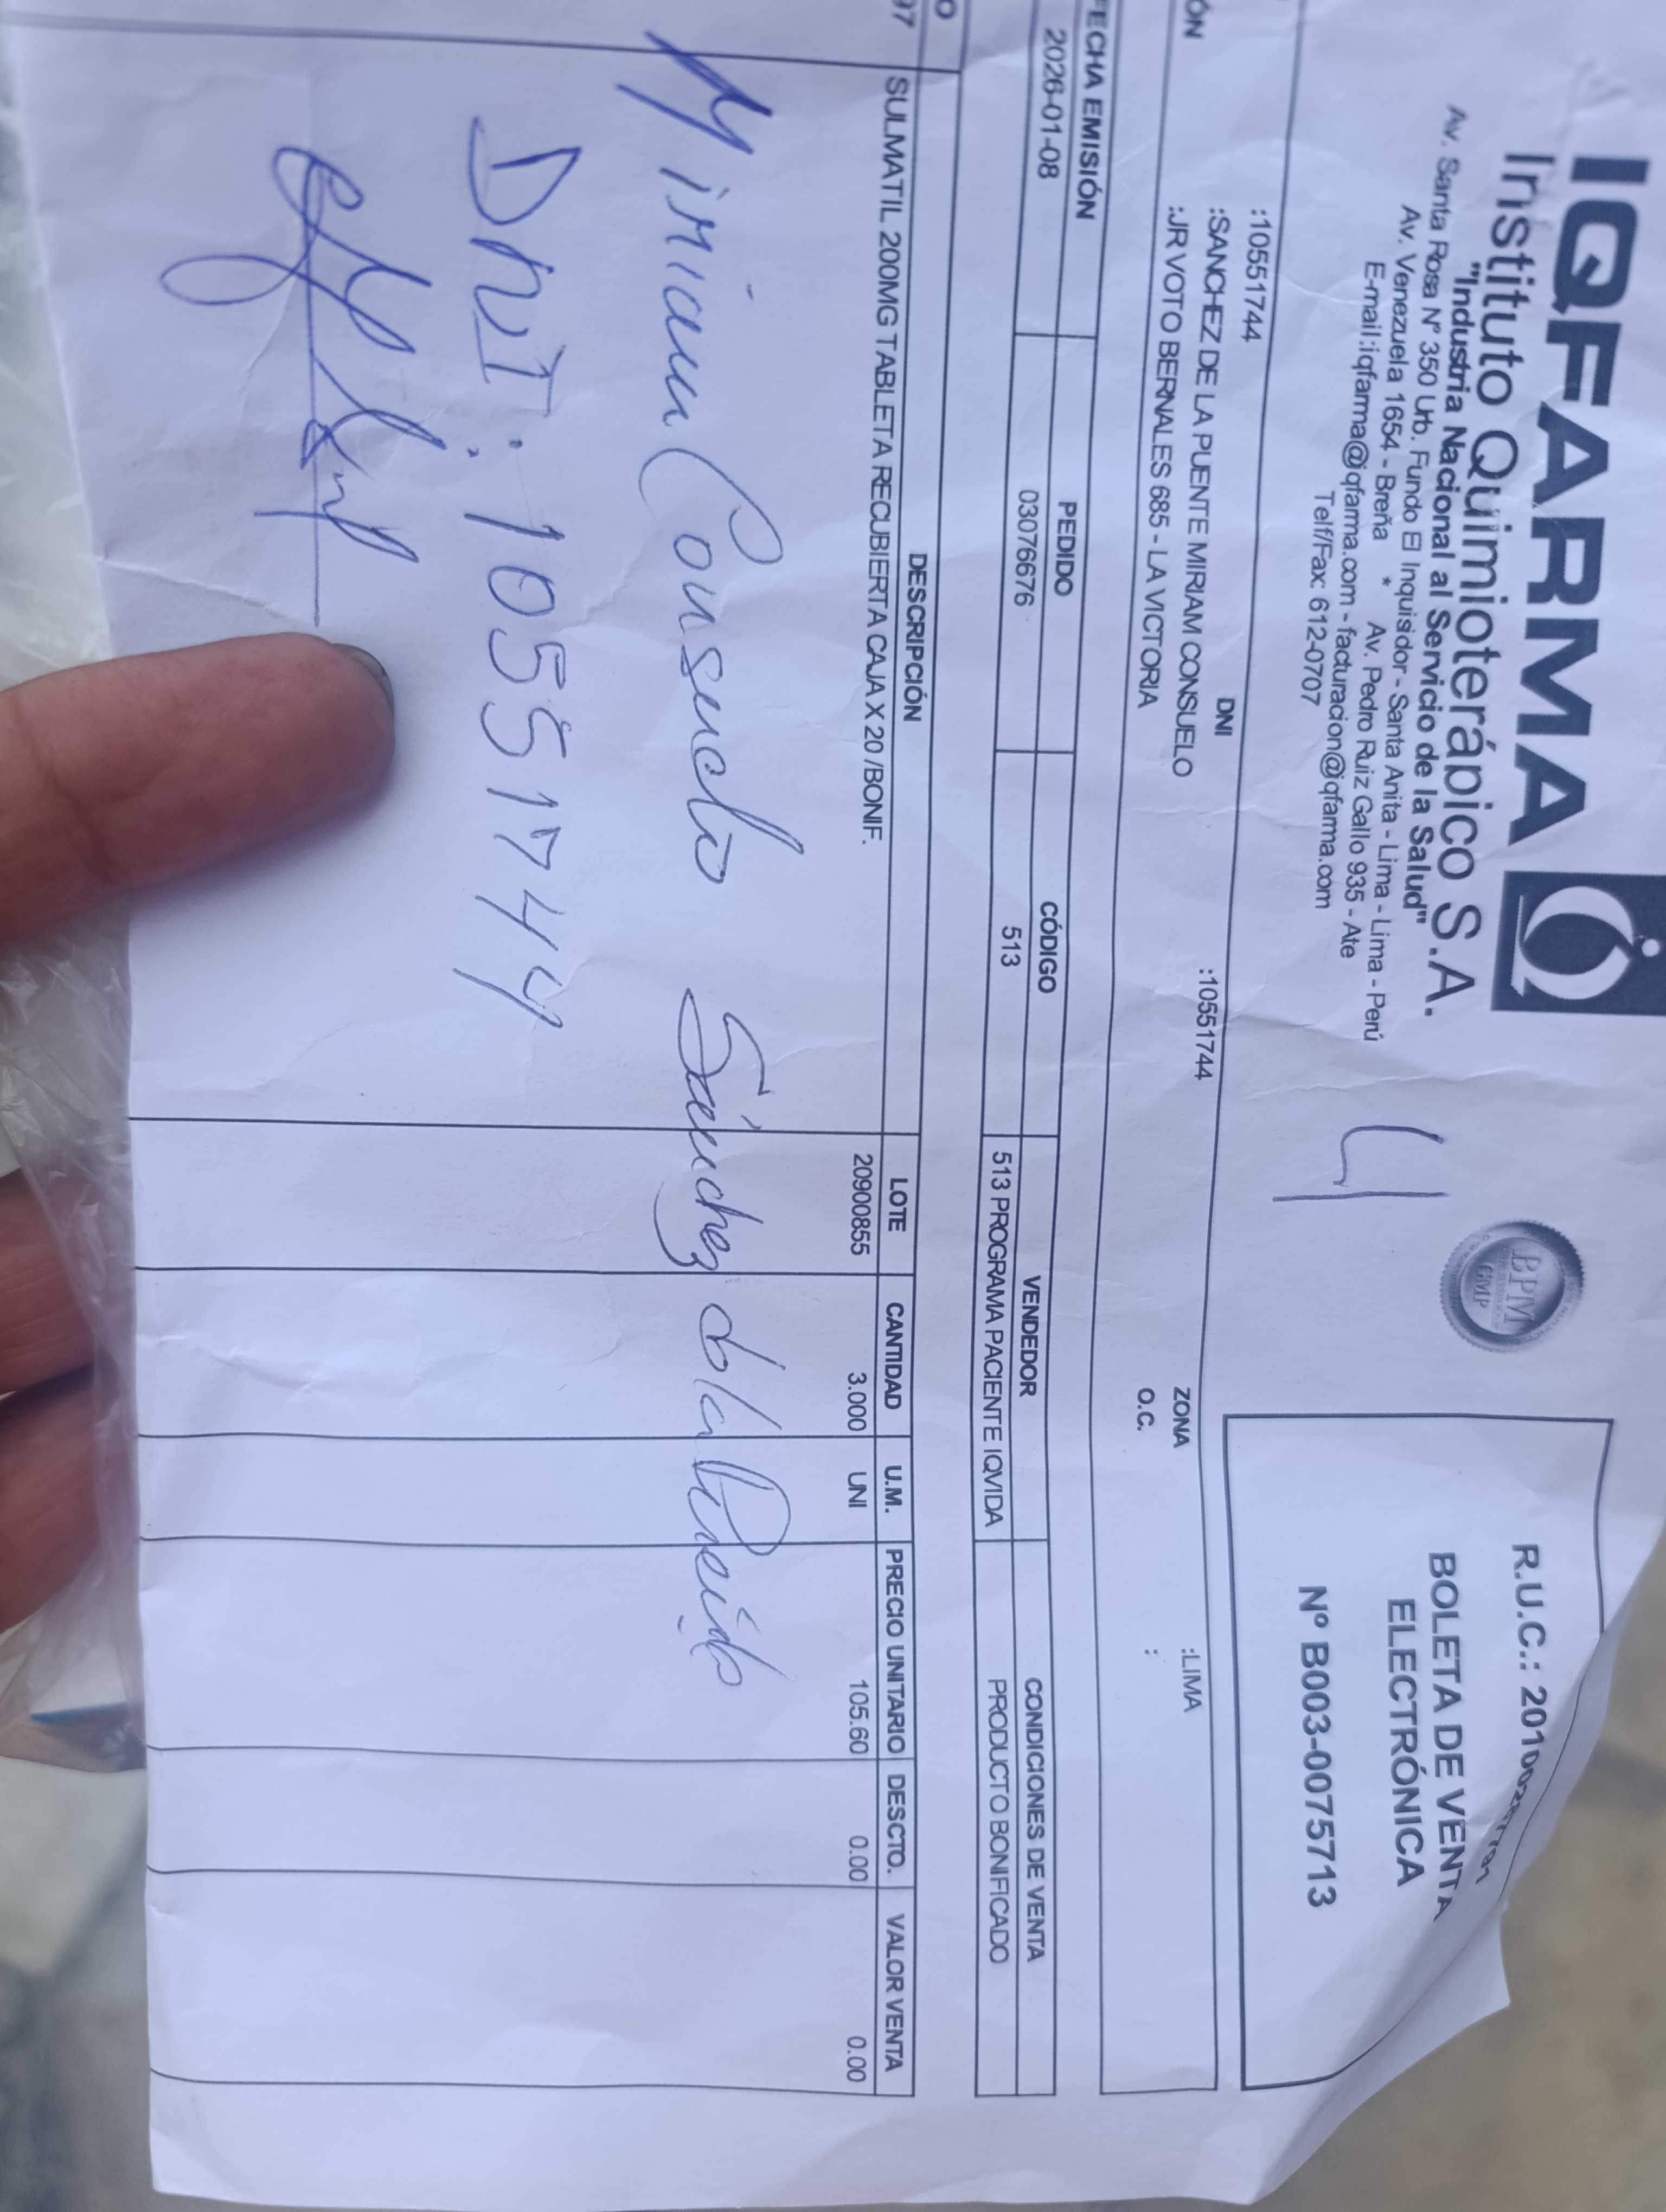 IQFARMA
Instituto Quimioterápico S.A.
"Industria Nacional al Servicio de la Salud"
Av. Santa Rosa Nº 350 Urb. Fundo El Inquisidor - Santa Anita - Lima - Lima - Perú
Av. Venezuela 1654 - Breña * Av. Pedro Ruiz Gallo 935 - Ate
E-mail:iqfarma@iqfarma.com - facturacion@iqfarma.com
Telf/Fax: 612-0707
4
BPM
GMP
R.U.C.:
BOLETA DE VENTA
ELECTRÓNICA
Nº B003-0075713
:10551744
DNI :10551744
:SANCHEZ DE LA PUENTE MIRIAM CONSUELO
ZONA :LIMA
ÓN :JR VOTO BERNALES 685 - LA VICTORIA
O.C. :
FECHA EMISIÓN PEDIDO CÓDIGO VENDEDOR CONDICIONES DE VENTA
2026-01-08 03076676 513 513 PROGRAMA PACIENTE IQVIDA PRODUCTO BONIFICADO
O DESCRIPCIÓN LOTE CANTIDAD U.M. PRECIO UNITARIO DESCTO. VALOR VENTA
97 SULMATIL 200MG TABLETA RECUBIERTA CAJA X 20 /BONIF. 20900855 3.000 UNI 105.60 0.00 0.00
Miriam Consuelo Sánchez de la
DNI: 10551744